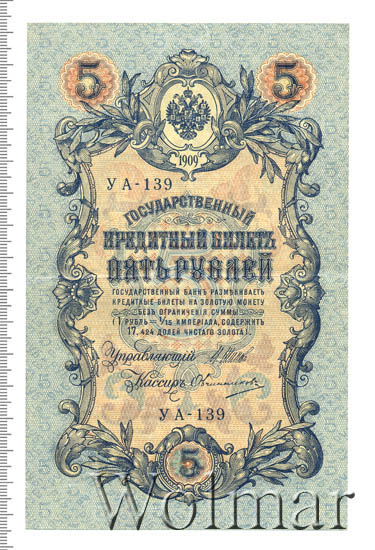 5 5
1909
УА-139
ГОСУДАРСТВЕННЫЙ
КРЕДИТНЫЙ БИЛЕТЪ
ПЯТЬ РУБЛЕЙ
ГОСУДАРСТВЕННЫЙ БАНКЪ РАЗМѢНИВАЕТЪ
КРЕДИТНЫЕ БИЛЕТЫ НА ЗОЛОТУЮ МОНЕТУ
БЕЗЪ ОГРАНИЧЕНІЯ СУММЫ
(1 РУБЛЬ = 1/15 ИМПЕРІАЛА, СОДЕРЖИТЪ
17,424 ДОЛЕЙ ЧИСТАГО ЗОЛОТА).
Управляющій
Кассиръ Овчинниковъ
УА-139
5
Wolmar